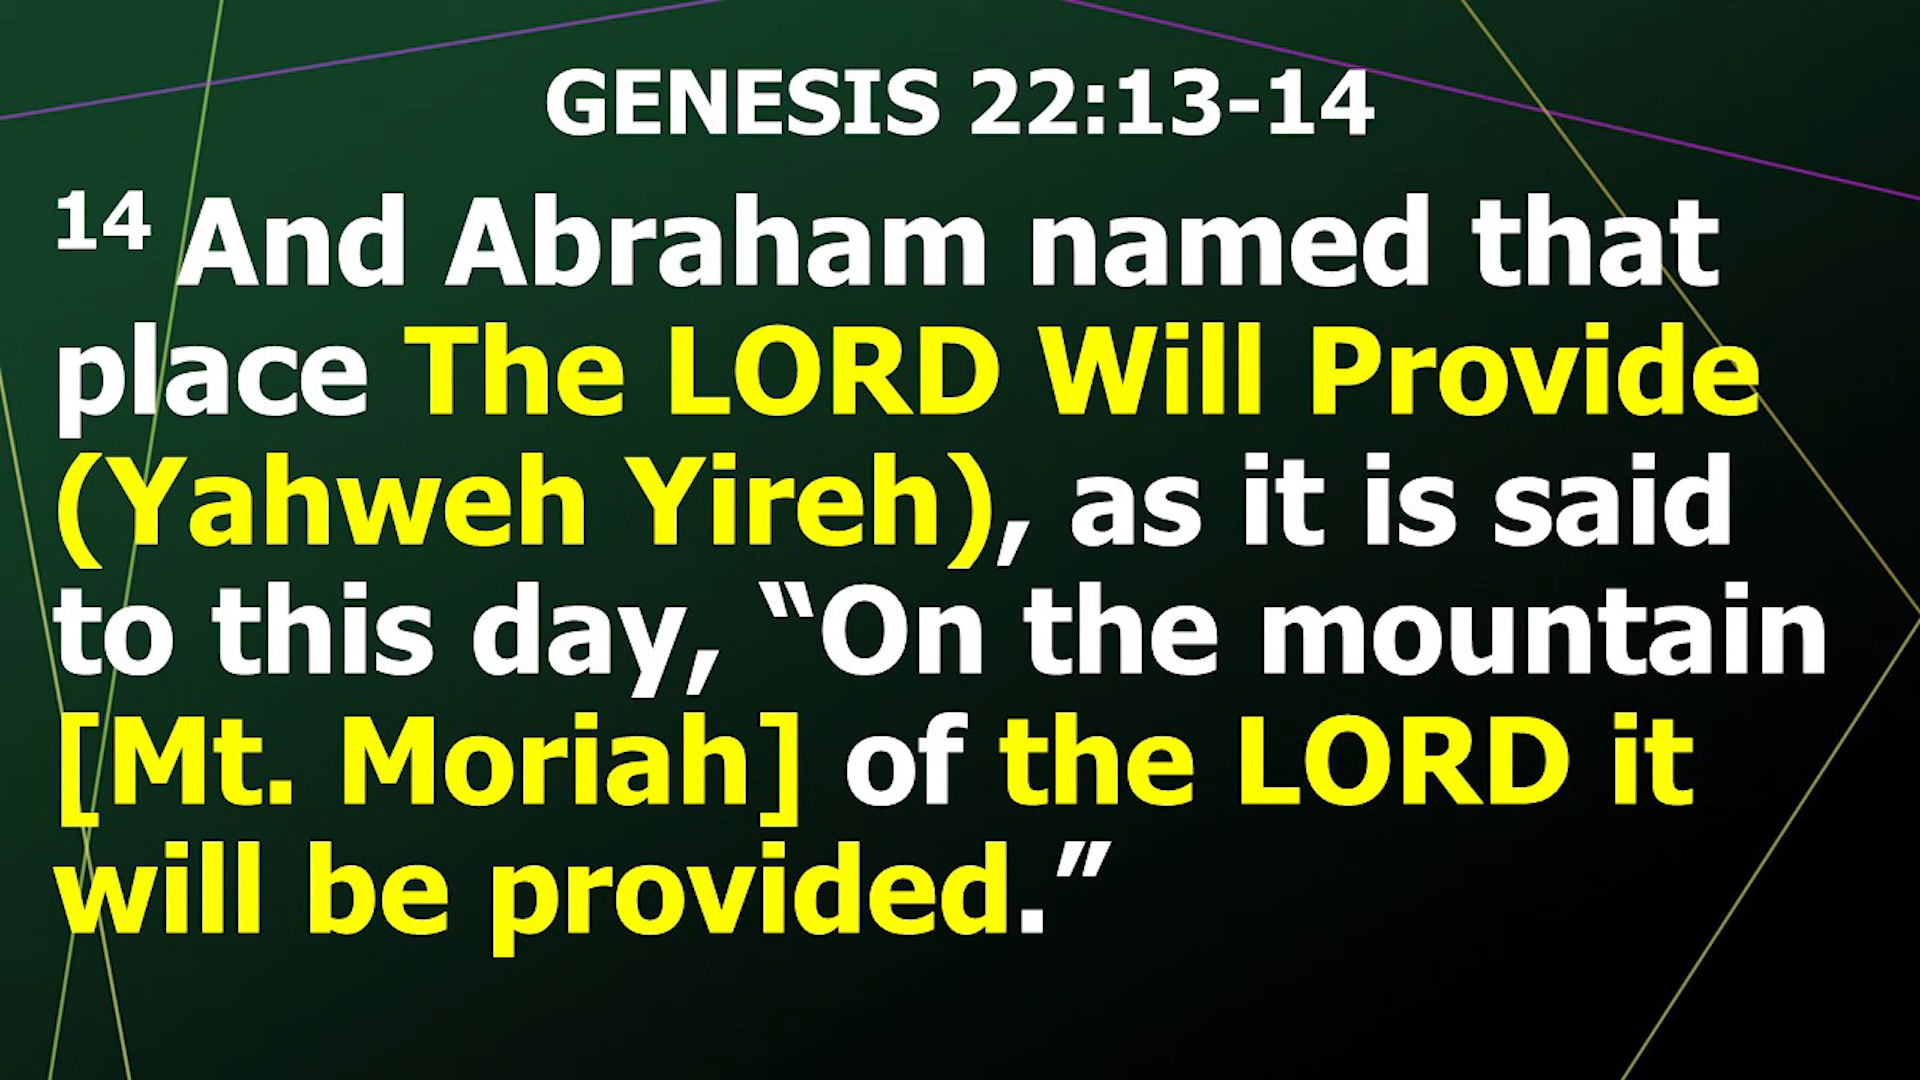 GENESIS 22:13-14
14 And Abraham named that
place The LORD Will Provide
(Yahweh Yireh), as it is said
to this day, “On the mountain
[Mt. Moriah] of the LORD it
will be provided.”